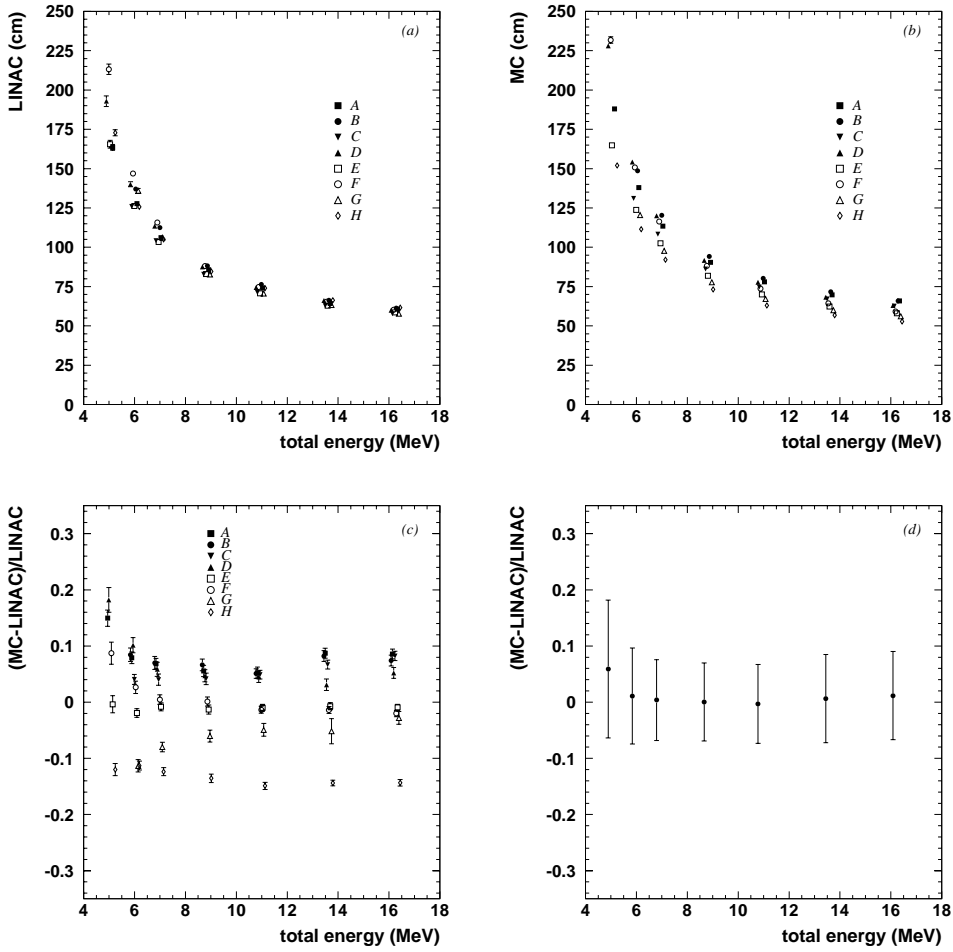 (a)
LINAC (cm)
250
225
200
175
150
125
100
75
50
25
0
A
B
C
D
E
F
G
H
4 6 8 10 12 14 16 18
total energy (MeV)
(b)
MC (cm)
250
225
200
175
150
125
100
75
50
25
0
A
B
C
D
E
F
G
H
4 6 8 10 12 14 16 18
total energy (MeV)
(c)
(MC-LINAC)/LINAC
0.3
0.2
0.1
0
-0.1
-0.2
-0.3
A
B
C
D
E
F
G
H
4 6 8 10 12 14 16 18
total energy (MeV)
(d)
(MC-LINAC)/LINAC
0.3
0.2
0.1
0
-0.1
-0.2
-0.3
4 6 8 10 12 14 16 18
total energy (MeV)